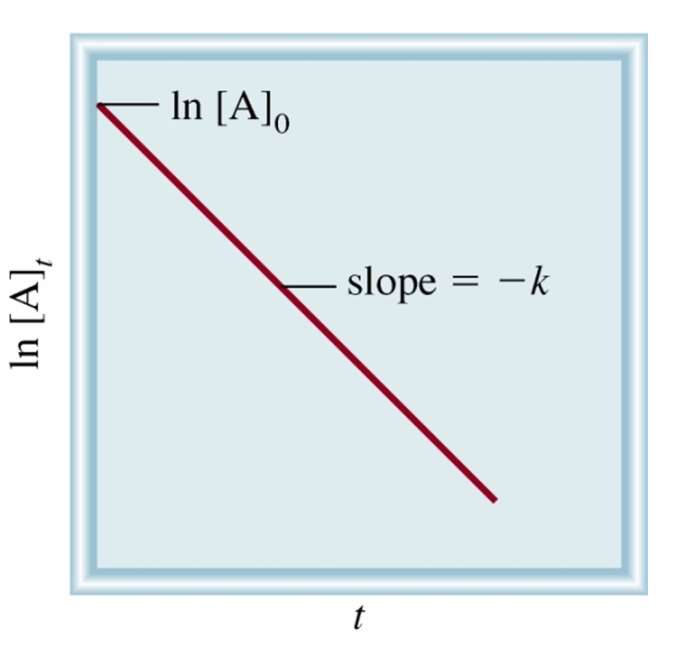 ln [A]₀
slope = −k
ln [A]ₜ
t